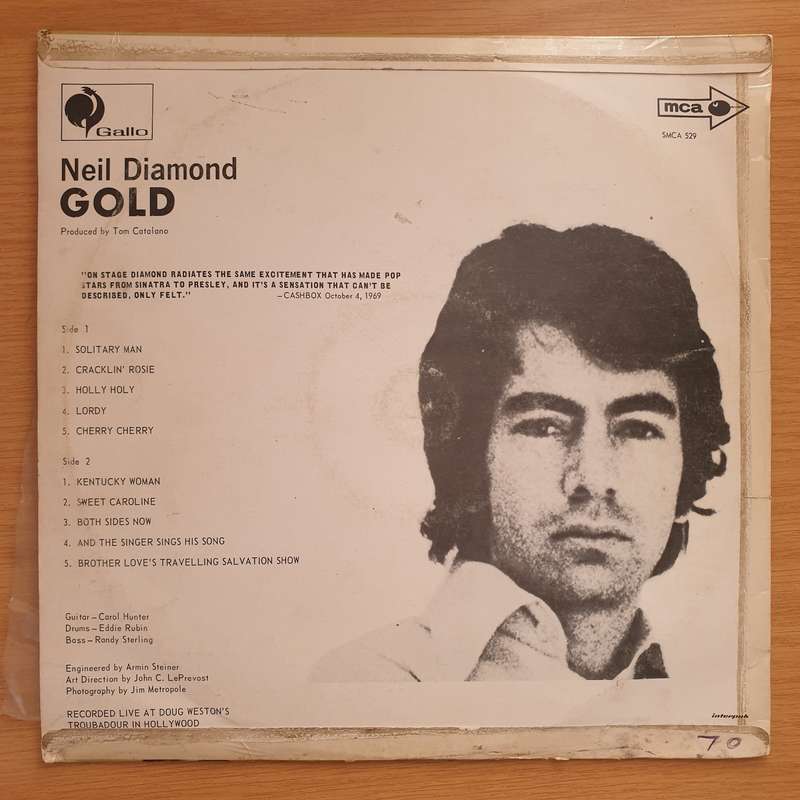 Gallo
mca
SMCA 529
Neil Diamond
GOLD
Produced by Tom Catalano
"ON STAGE DIAMOND RADIATES THE SAME EXCITEMENT THAT HAS MADE POP
STARS FROM SINATRA TO PRESLEY, AND IT'S A SENSATION THAT CAN'T BE
DESCRIBED, ONLY FELT." —CASHBOX October 4, 1969
Side 1
1. SOLITARY MAN
2. CRACKLIN' ROSIE
3. HOLLY HOLY
4. LORDY
5. CHERRY CHERRY
Side 2
1. KENTUCKY WOMAN
2. SWEET CAROLINE
3. BOTH SIDES NOW
4. AND THE SINGER SINGS HIS SONG
5. BROTHER LOVE'S TRAVELLING SALVATION SHOW
Guitar — Carol Hunter
Drums — Eddie Rubin
Bass — Randy Sterling
Engineered by Armin Steiner
Art Direction by John C. LePrevost
Photography by Jim Metropole
RECORDED LIVE AT DOUG WESTON'S
TROUBADOUR IN HOLLYWOOD
interpak
70